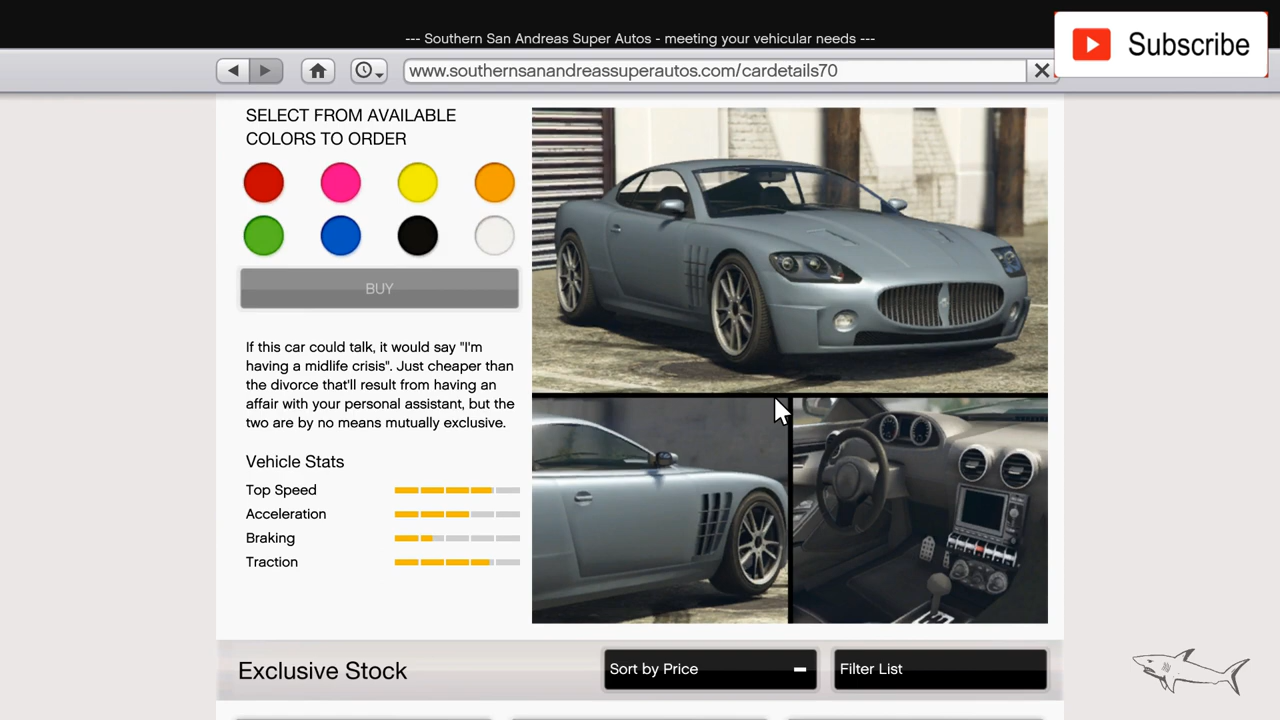 --- Southern San Andreas Super Autos - meeting your vehicular needs ---
Subscribe
www.southernsanandreassuperautos.com/cardetails70
SELECT FROM AVAILABLE
COLORS TO ORDER
BUY
If this car could talk, it would say "I'm
having a midlife crisis". Just cheaper than
the divorce that'll result from having an
affair with your personal assistant, but the
two are by no means mutually exclusive.
Vehicle Stats
Top Speed
Acceleration
Braking
Traction
Exclusive Stock
Sort by Price
Filter List